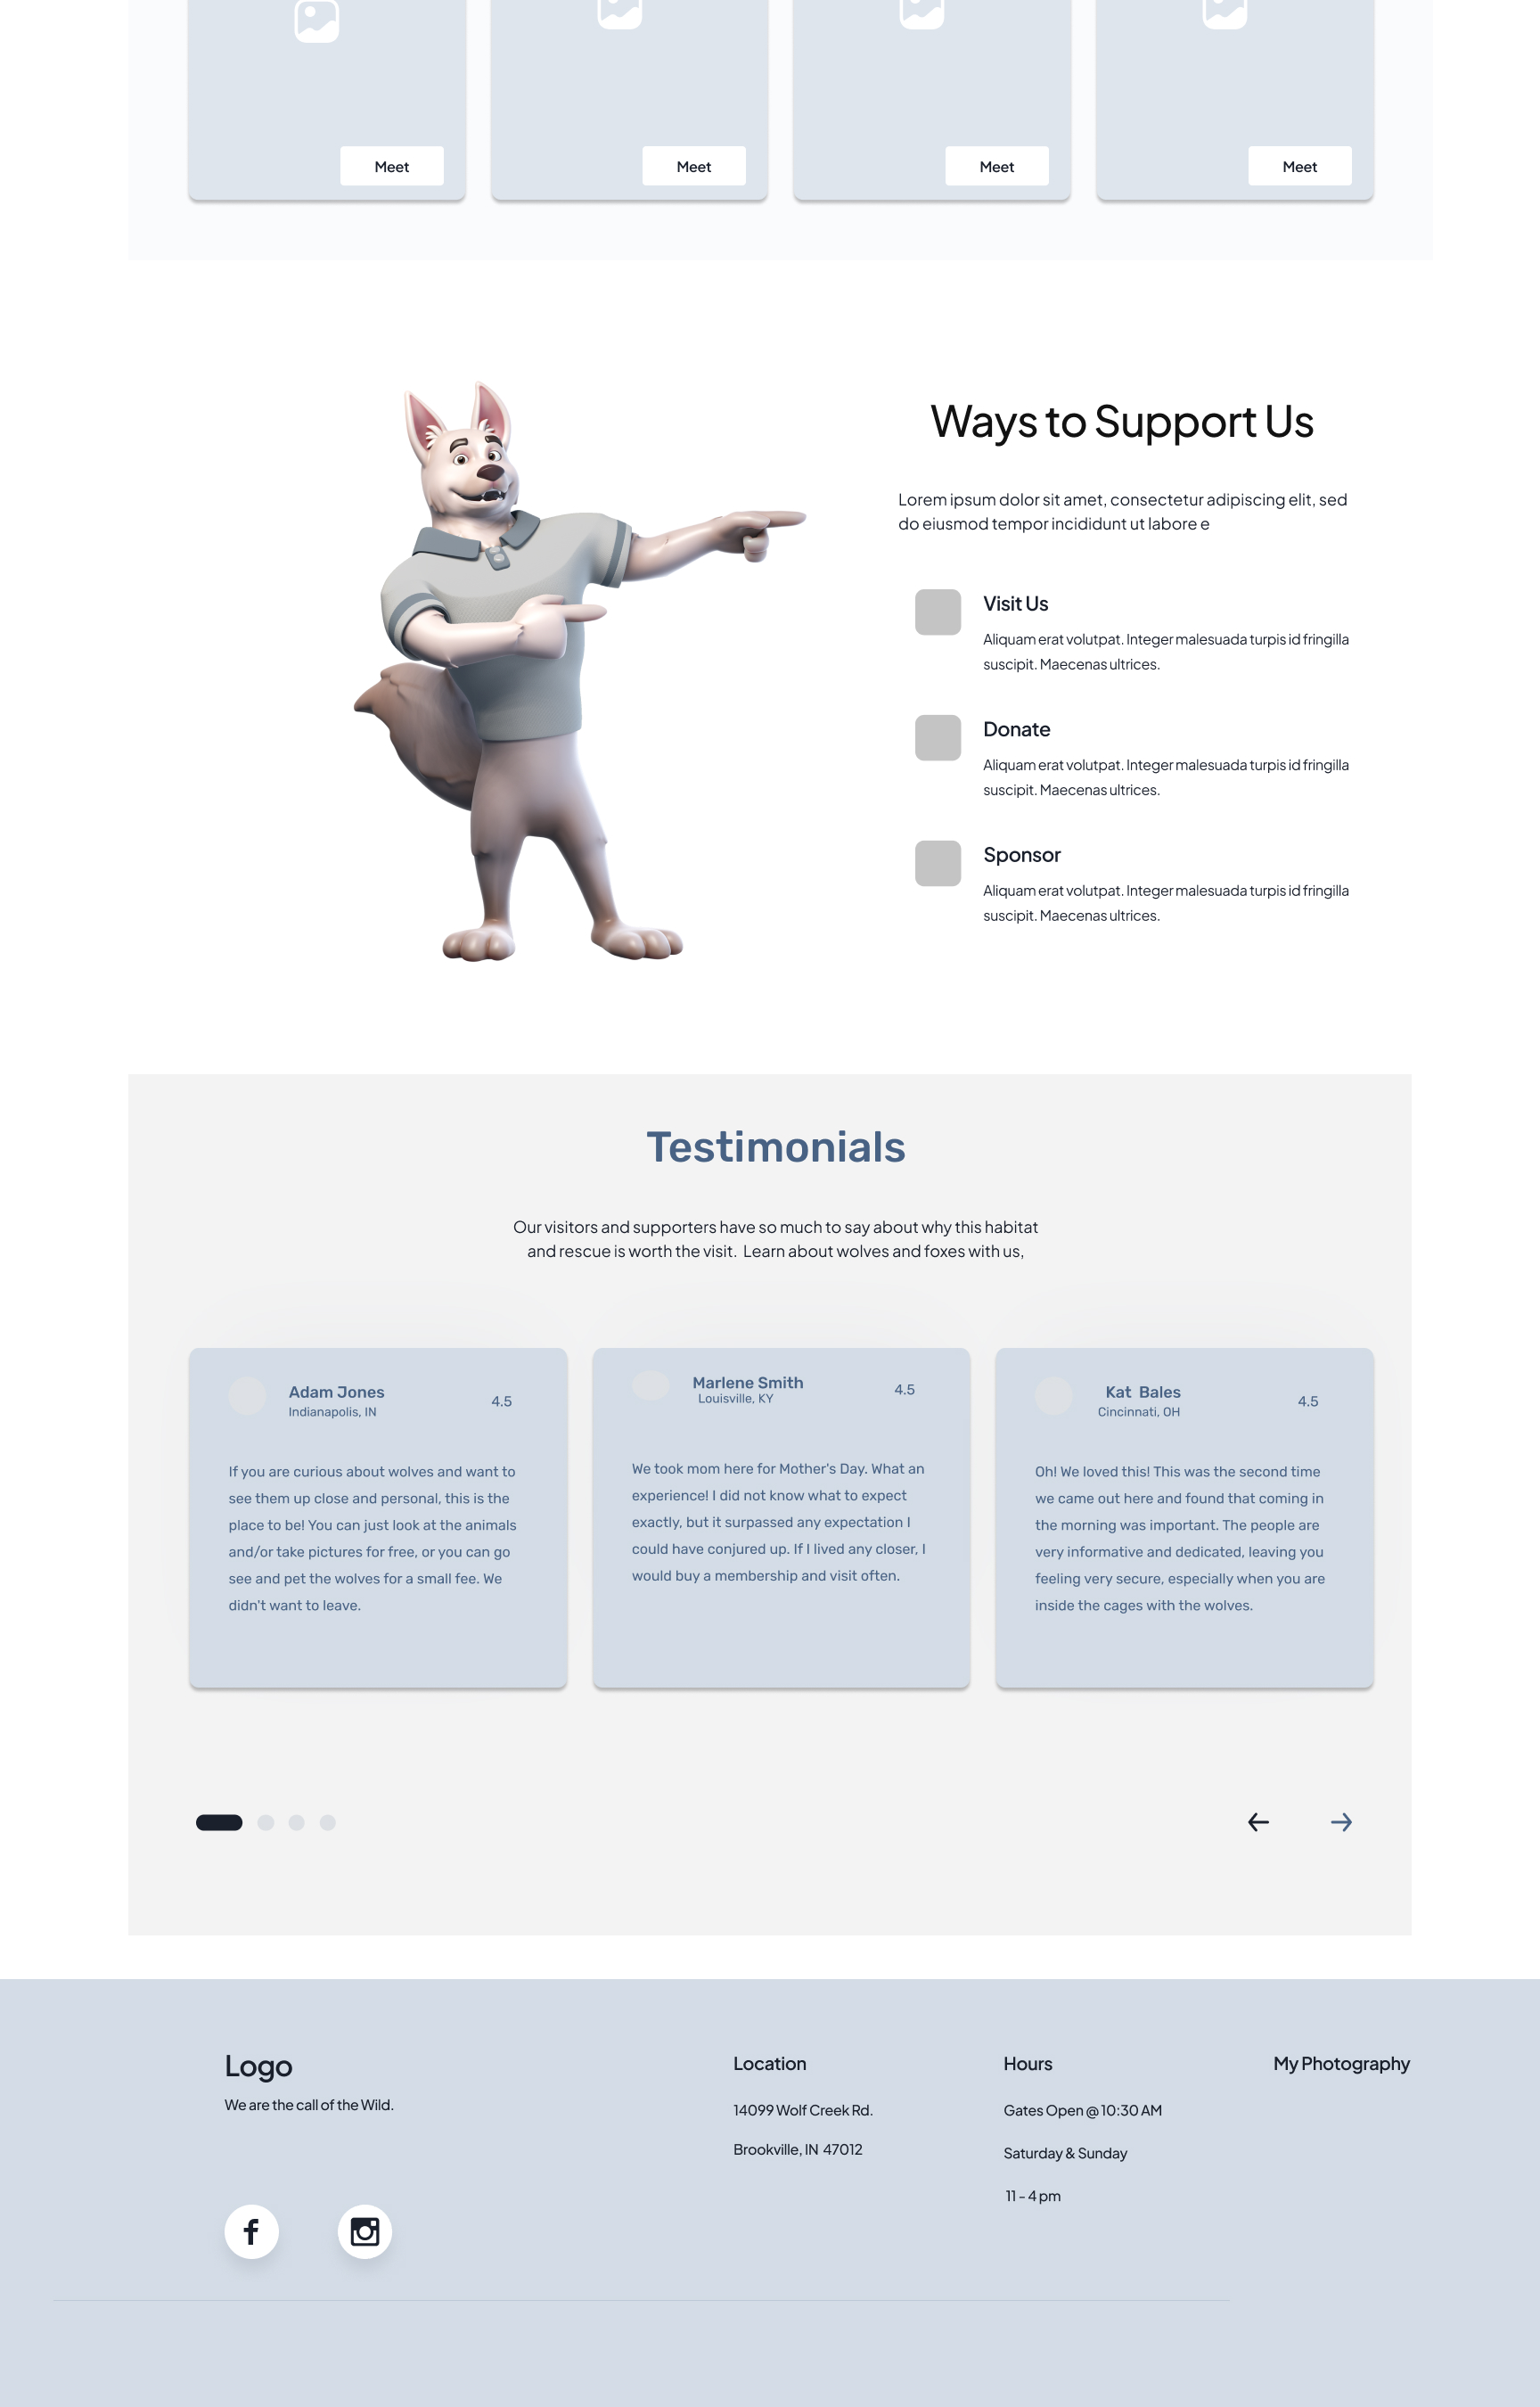 Meet
Meet
Meet
Meet
Ways to Support Us
Lorem ipsum dolor sit amet, consectetur adipiscing elit, sed
do eiusmod tempor incididunt ut labore e
Visit Us
Aliquam erat volutpat. Integer malesuada turpis id fringilla
suscipit. Maecenas ultrices.
Donate
Aliquam erat volutpat. Integer malesuada turpis id fringilla
suscipit. Maecenas ultrices.
Sponsor
Aliquam erat volutpat. Integer malesuada turpis id fringilla
suscipit. Maecenas ultrices.
Testimonials
Our visitors and supporters have so much to say about why this habitat
and rescue is worth the visit. Learn about wolves and foxes with us,
Adam Jones
Indianapolis, IN
4.5
If you are curious about wolves and want to
see them up close and personal, this is the
place to be! You can just look at the animals
and/or take pictures for free, or you can go
see and pet the wolves for a small fee. We
didn't want to leave.
Marlene Smith
Louisville, KY
4.5
We took mom here for Mother's Day. What an
experience! I did not know what to expect
exactly, but it surpassed any expectation I
could have conjured up. If I lived any closer, I
would buy a membership and visit often.
Kat Bales
Cincinnati, OH
4.5
Oh! We loved this! This was the second time
we came out here and found that coming in
the morning was important. The people are
very informative and dedicated, leaving you
feeling very secure, especially when you are
inside the cages with the wolves.
Logo
We are the call of the Wild.
Location
14099 Wolf Creek Rd.
Brookville, IN 47012
Hours
Gates Open @ 10:30 AM
Saturday & Sunday
11 - 4 pm
My Photography